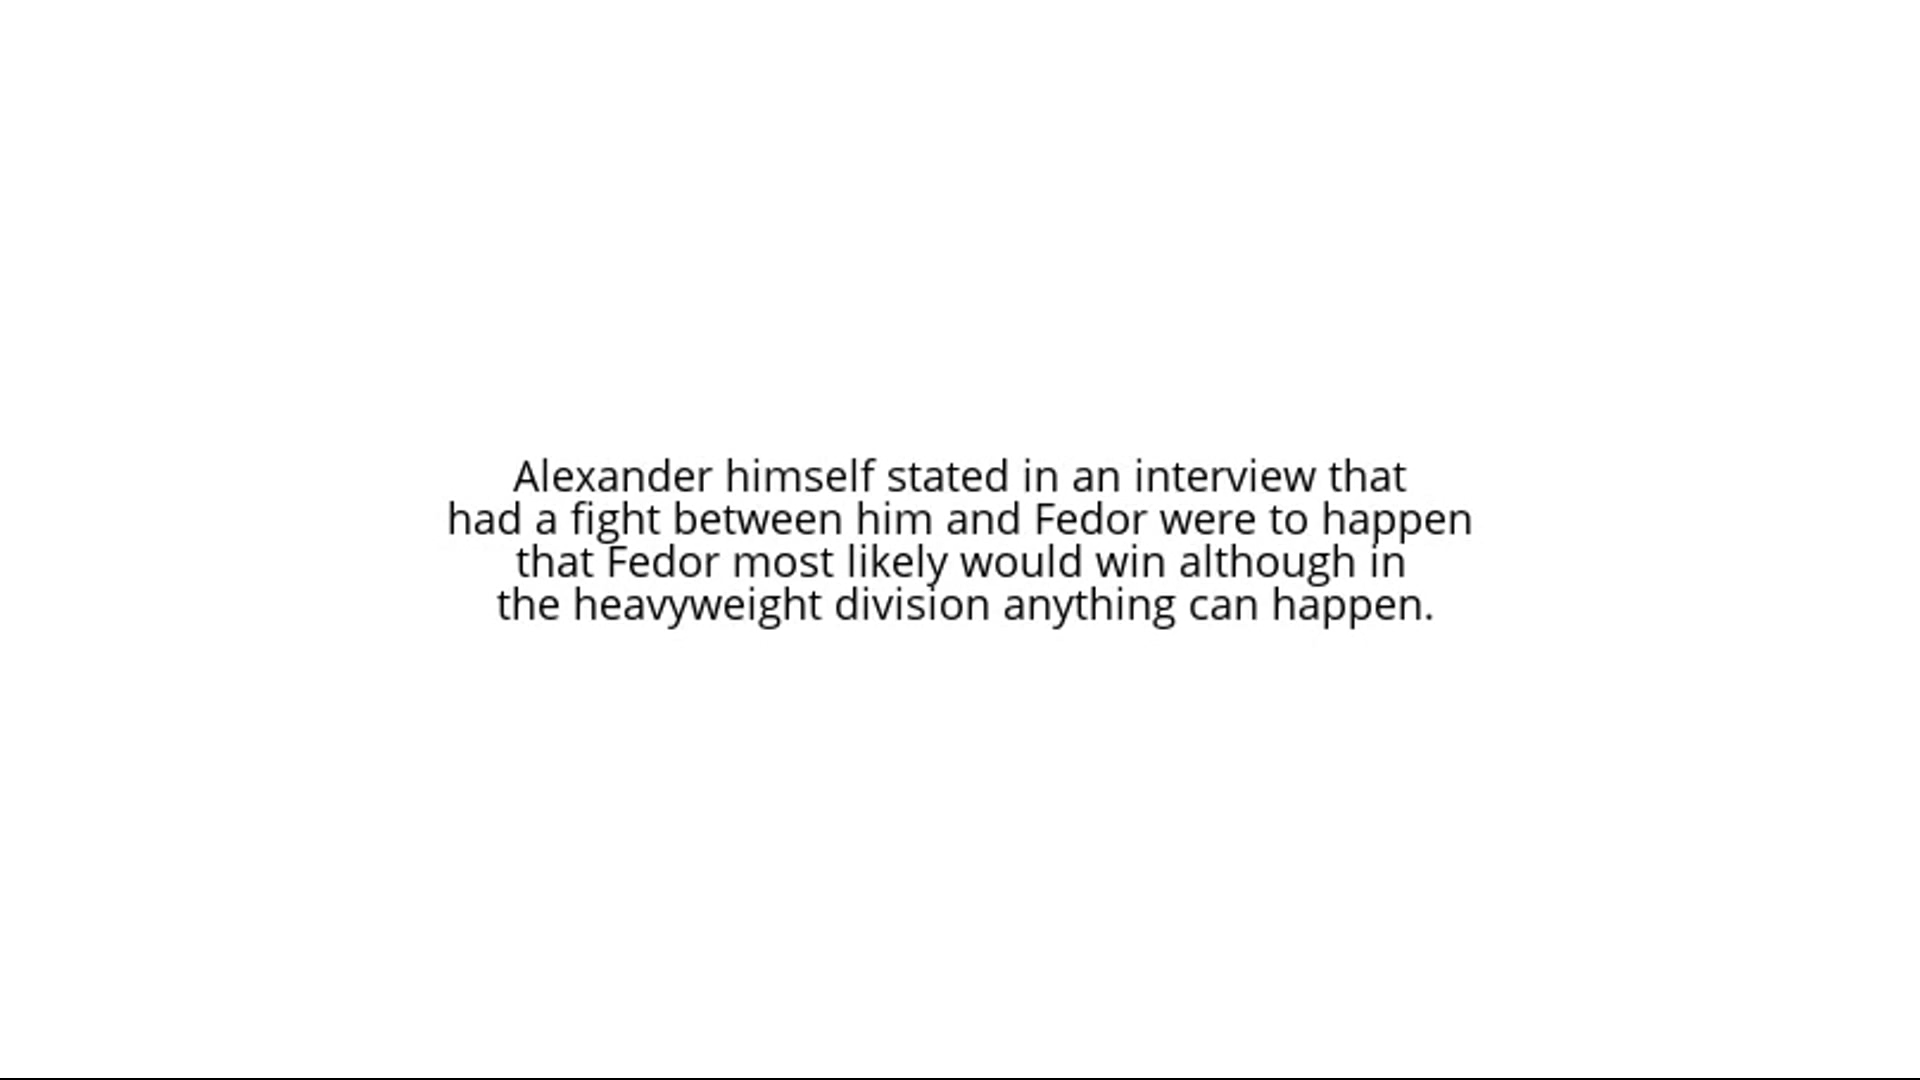 Alexander himself stated in an interview that
had a fight between him and Fedor were to happen
that Fedor most likely would win although in
the heavyweight division anything can happen.